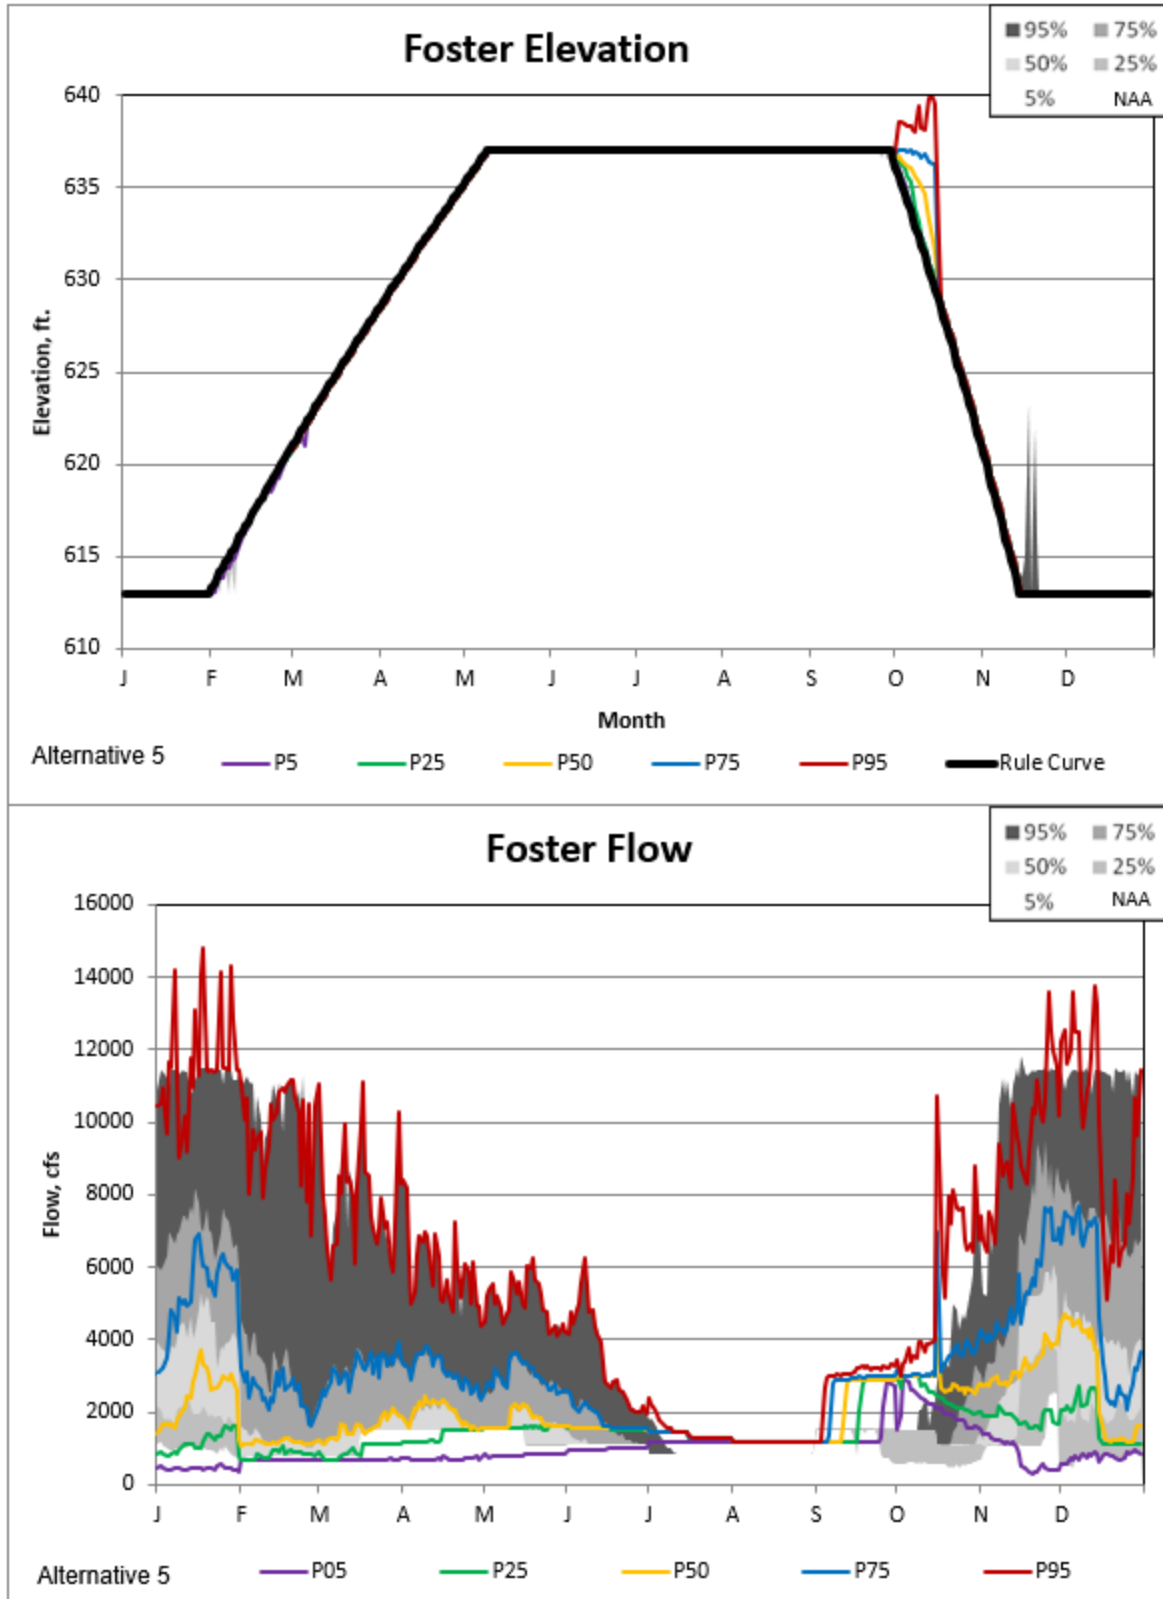 Foster Elevation
95% 75%
50% 25%
5% NAA
640
635
630
625
620
615
610
Elevation, ft.
J F M A M J J A S O N D
Month
Alternative 5 P5 P25 P50 P75 P95 Rule Curve
Foster Flow
95% 75%
50% 25%
5% NAA
16000
14000
12000
10000
8000
6000
4000
2000
0
Flow, cfs
J F M A M J J A S O N D
Alternative 5 P05 P25 P50 P75 P95